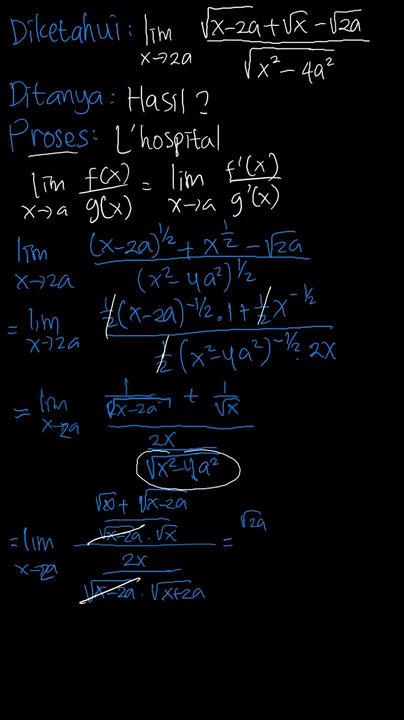 Diketahui: lim x→2a (√(x-2a) + √x - √(2a)) / √(x² - 4a²)
Ditanya: Hasil?
Proses: L'hospital
lim x→a f(x)/g(x) = lim x→a f'(x)/g'(x)
lim x→2a ((x-2a)^(1/2) + x^(1/2) - √(2a)) / (x² - 4a²)^(1/2)
= lim x→2a (1/2 (x-2a)^(-1/2) · 1 + 1/2 x^(-1/2)) / (1/2 (x² - 4a²)^(-1/2) · 2x)
= lim x→2a (1/√(x-2a) + 1/√x) / (2x/√(x² - 4a²))
= lim x→2a ((√x + √(x-2a)) / (√(x-2a) · √x)) / (2x / (√(x-2a) · √(x+2a))) = √2a